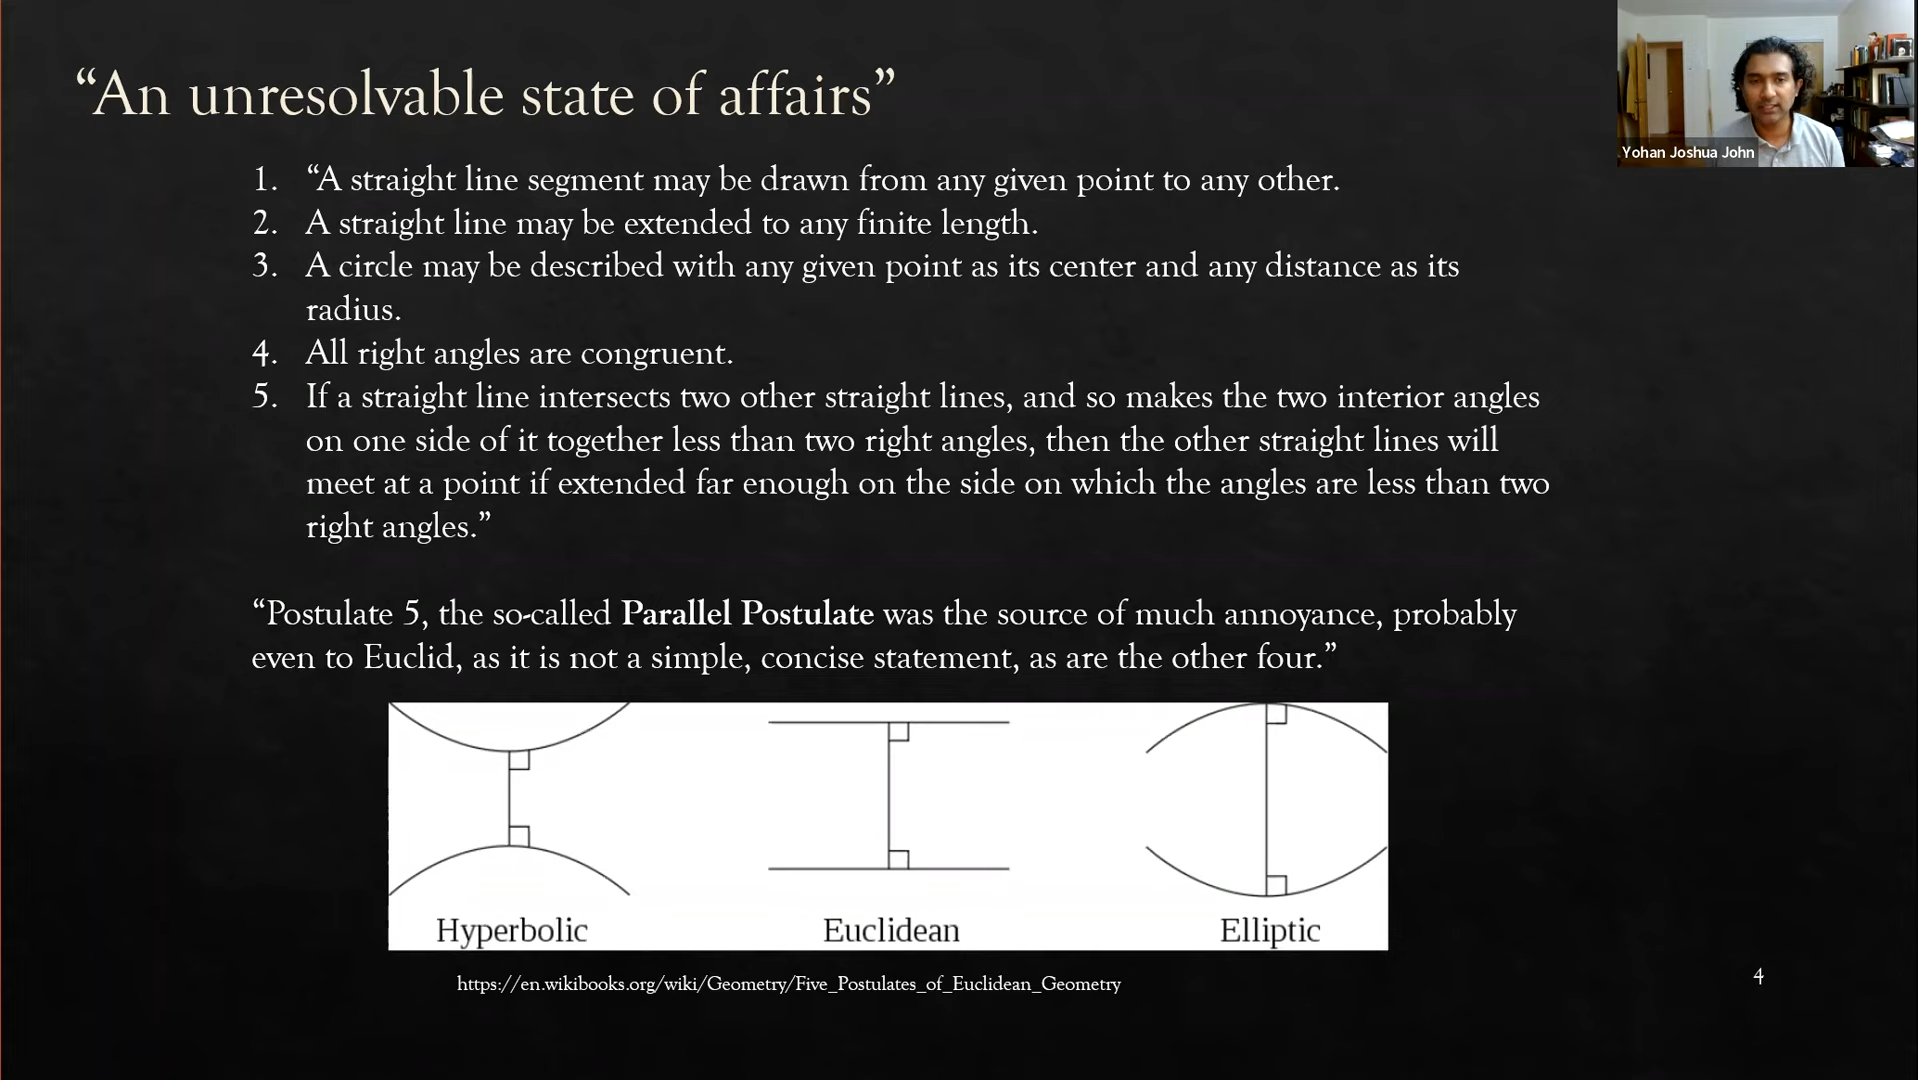 “An unresolvable state of affairs”
Yohan Joshua John
1. “A straight line segment may be drawn from any given point to any other.
2. A straight line may be extended to any finite length.
3. A circle may be described with any given point as its center and any distance as its
radius.
4. All right angles are congruent.
5. If a straight line intersects two other straight lines, and so makes the two interior angles
on one side of it together less than two right angles, then the other straight lines will
meet at a point if extended far enough on the side on which the angles are less than two
right angles.”
“Postulate 5, the so-called Parallel Postulate was the source of much annoyance, probably
even to Euclid, as it is not a simple, concise statement, as are the other four.”
Hyperbolic Euclidean Elliptic
https://en.wikibooks.org/wiki/Geometry/Five_Postulates_of_Euclidean_Geometry
4